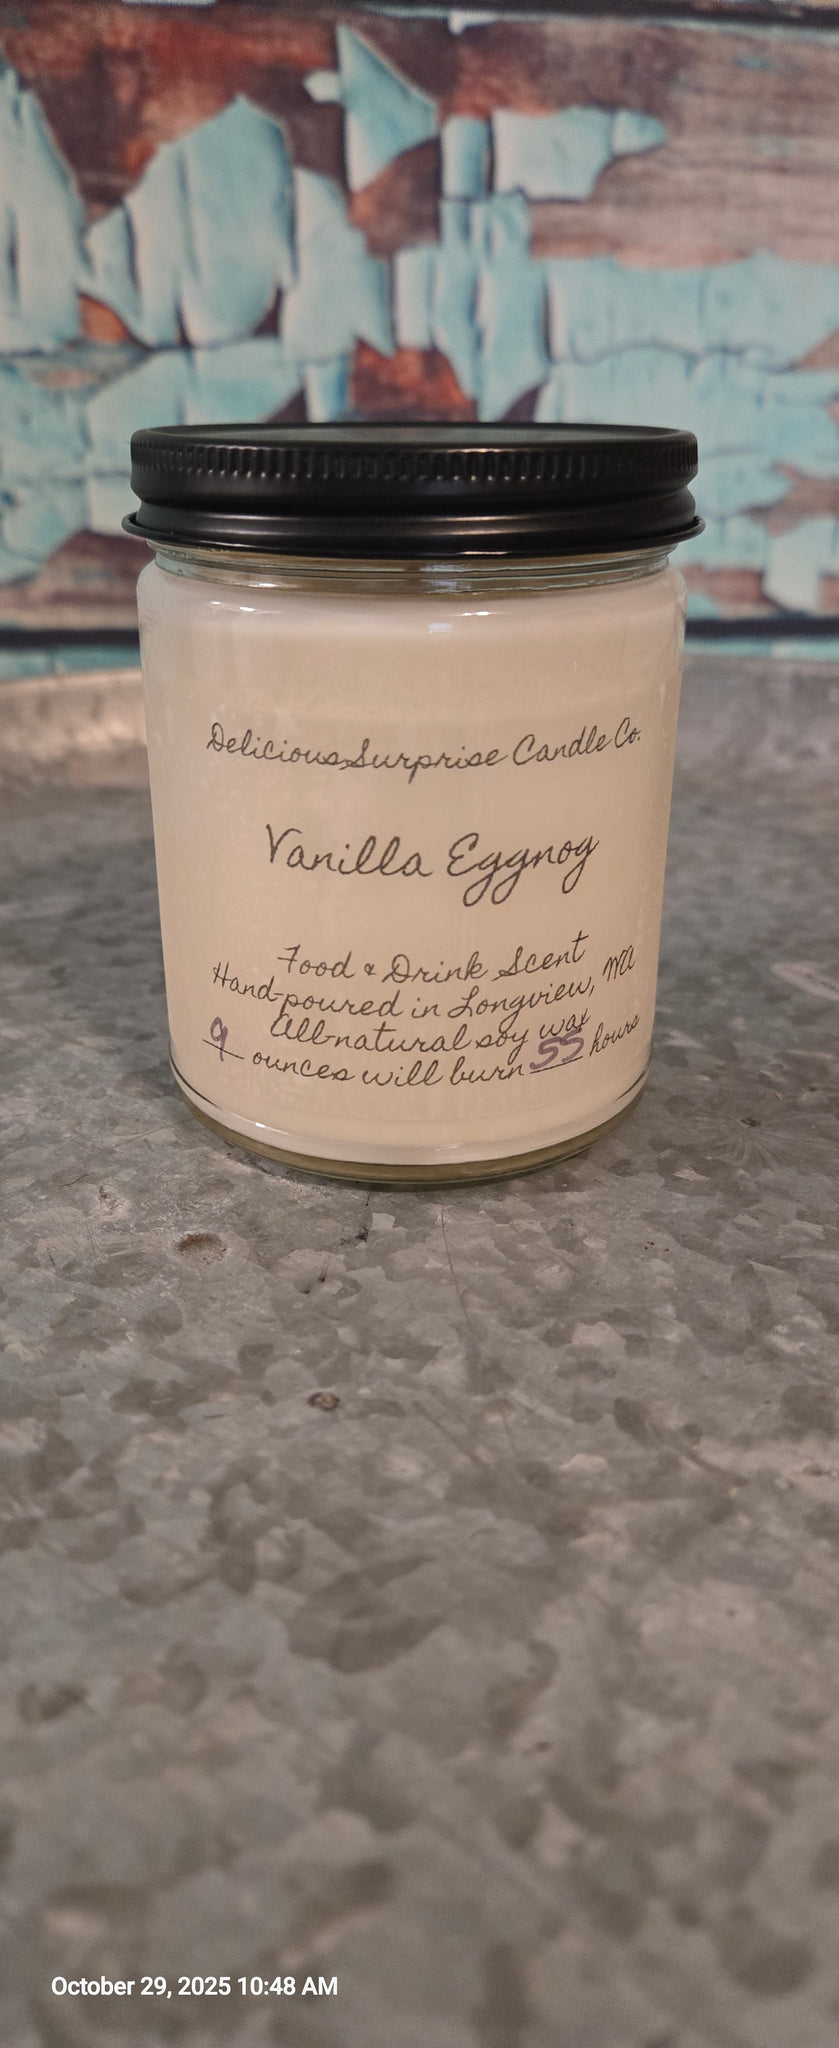 Delicious Surprise Candle Co.
Vanilla Eggnog
Food & Drink Scent
Hand-poured in Longview, WA
All-natural soy wax
9 ounces will burn 55 hours
October 29, 2025 10:48 AM